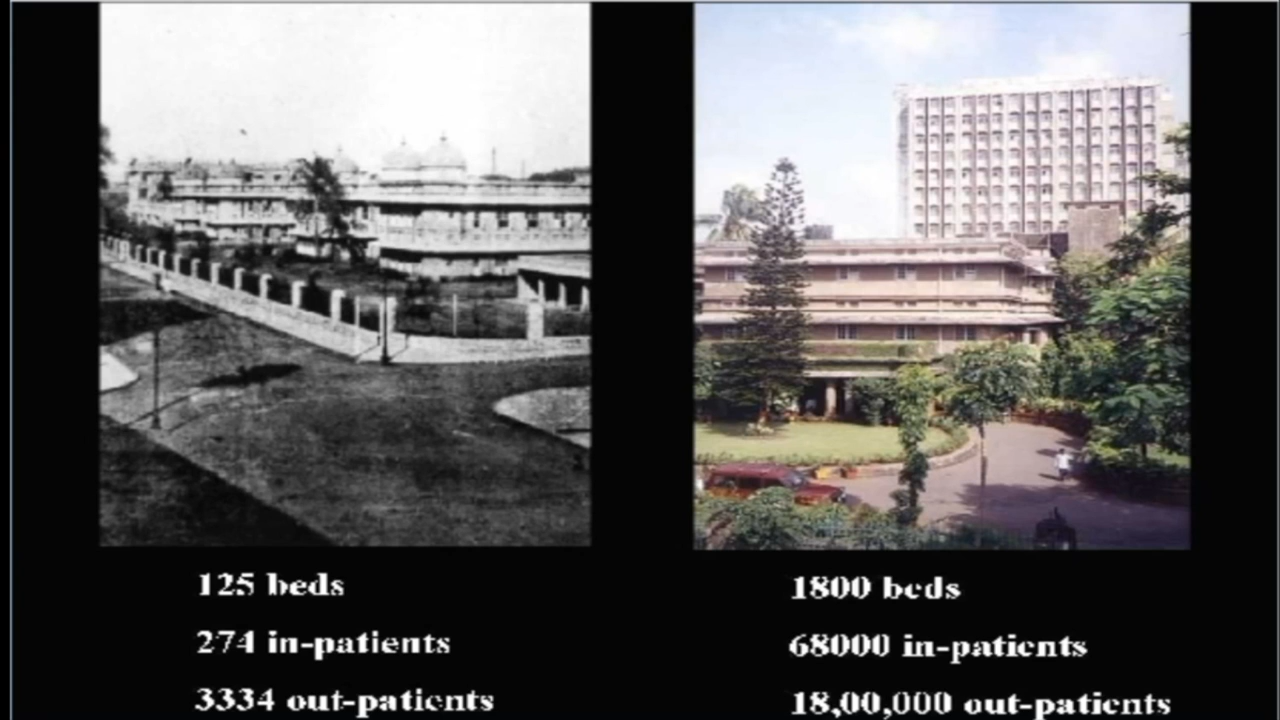 125 beds
274 in-patients
3334 out-patients
1800 beds
68000 in-patients
18,00,000 out-patients